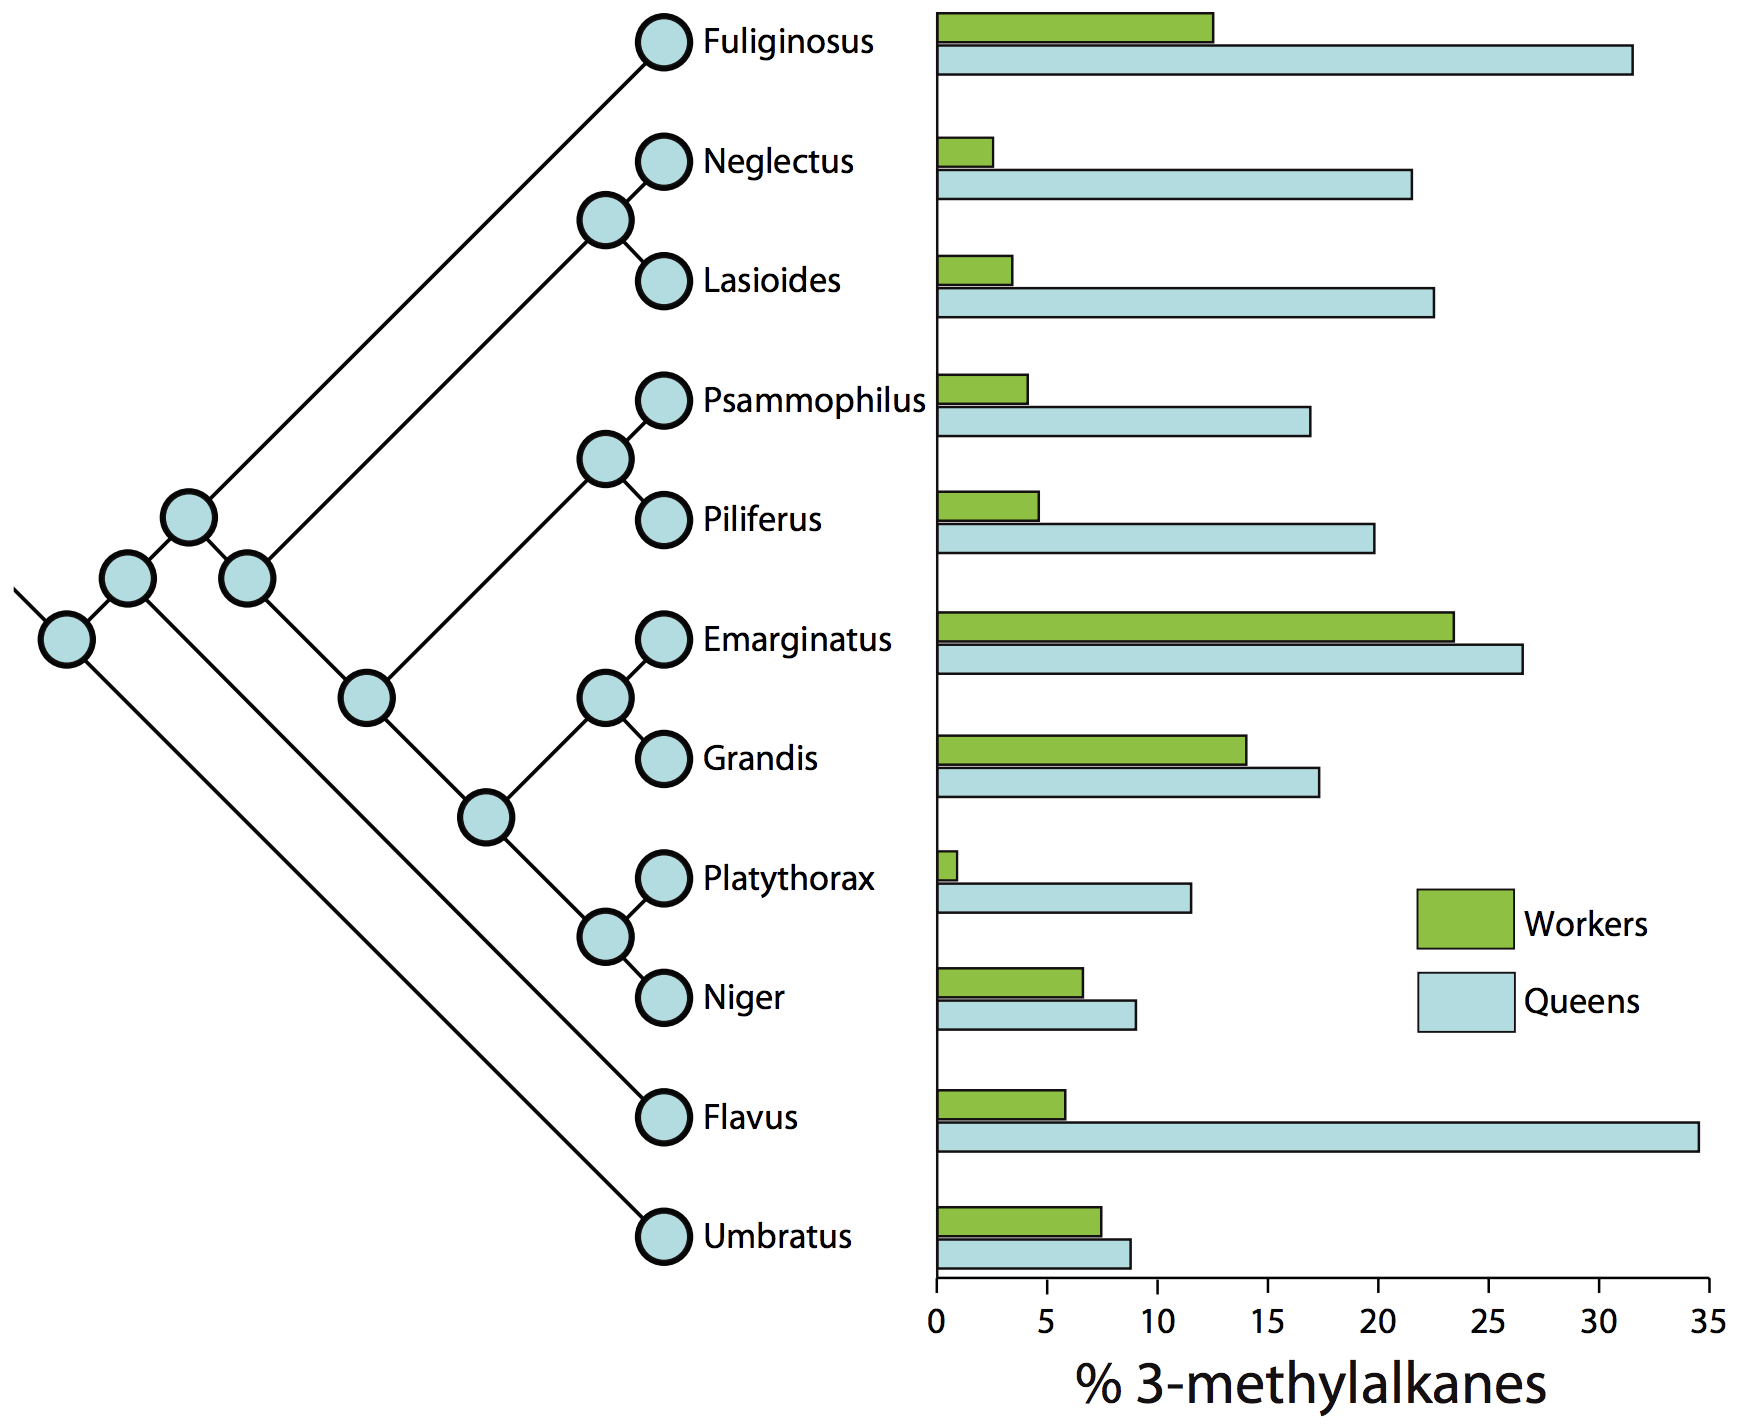 Fuliginosus
Neglectus
Lasioides
Psammophilus
Piliferus
Emarginatus
Grandis
Platythorax
Niger
Flavus
Umbratus
Workers
Queens
0 5 10 15 20 25 30 35
% 3-methylalkanes